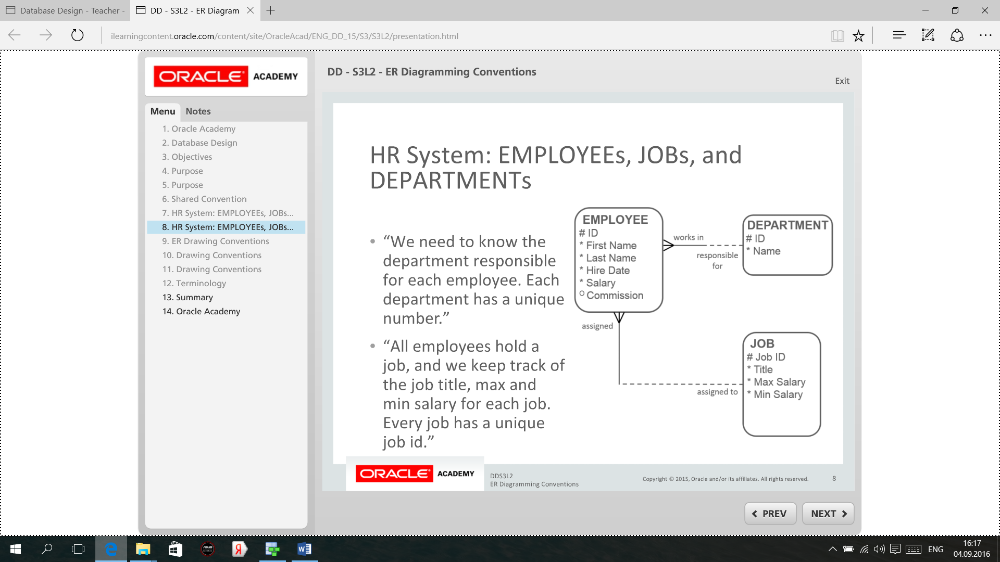 Database Design - Teacher -
DD - S3L2 - ER Diagram
ilearningcontent.oracle.com/content/site/OracleAcad/ENG_DD_15/S3/S3L2/presentation.html
ORACLE ACADEMY
DD - S3L2 - ER Diagramming Conventions
Exit
Menu Notes
1. Oracle Academy
2. Database Design
3. Objectives
4. Purpose
5. Purpose
6. Shared Convention
7. HR System: EMPLOYEEs, JOBs...
8. HR System: EMPLOYEEs, JOBs...
9. ER Drawing Conventions
10. Drawing Conventions
11. Drawing Conventions
12. Terminology
13. Summary
14. Oracle Academy
HR System: EMPLOYEEs, JOBs, and
DEPARTMENTs
• “We need to know the
department responsible
for each employee. Each
department has a unique
number.”
• “All employees hold a
job, and we keep track of
the job title, max and
min salary for each job.
Every job has a unique
job id.”
EMPLOYEE
# ID
* First Name
* Last Name
* Hire Date
* Salary
o Commission
works in
responsible
for
DEPARTMENT
# ID
* Name
assigned
assigned to
JOB
# Job ID
* Title
* Max Salary
* Min Salary
ORACLE ACADEMY
DDS3L2
ER Diagramming Conventions
Copyright © 2015, Oracle and/or its affiliates. All rights reserved.
8
PREV
NEXT
ASUS
Я
W
ENG
16:17
04.09.2016